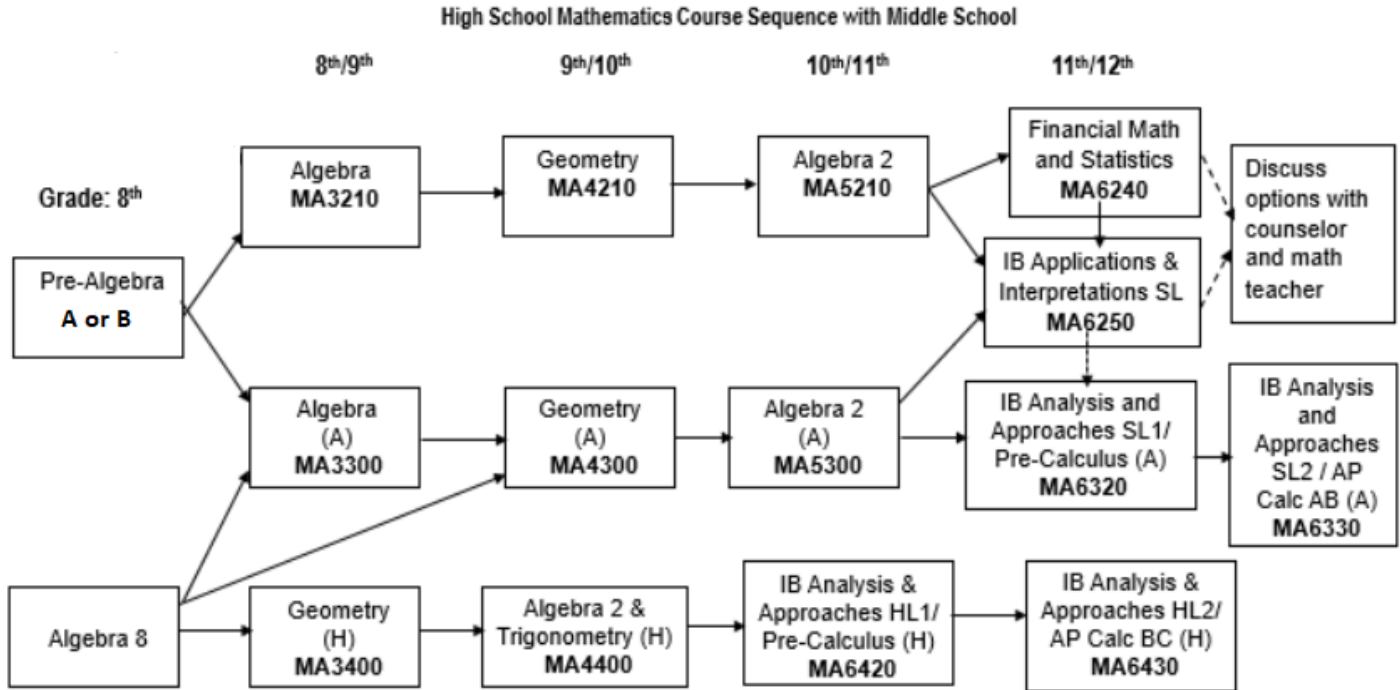 High School Mathematics Course Sequence with Middle School
8th/9th
9th/10th
10th/11th
11th/12th
Grade: 8th
Pre-Algebra
A or B
Algebra
MA3210
Geometry
MA4210
Algebra 2
MA5210
Financial Math
and Statistics
MA6240
Discuss
options with
counselor
and math
teacher
IB Applications &
Interpretations SL
MA6250
Algebra
(A)
MA3300
Geometry
(A)
MA4300
Algebra 2
(A)
MA5300
IB Analysis and
Approaches SL1/
Pre-Calculus (A)
MA6320
IB Analysis
and
Approaches
SL2 / AP
Calc AB (A)
MA6330
Algebra 8
Geometry
(H)
MA3400
Algebra 2 &
Trigonometry (H)
MA4400
IB Analysis &
Approaches HL1/
Pre-Calculus (H)
MA6420
IB Analysis &
Approaches HL2/
AP Calc BC (H)
MA6430